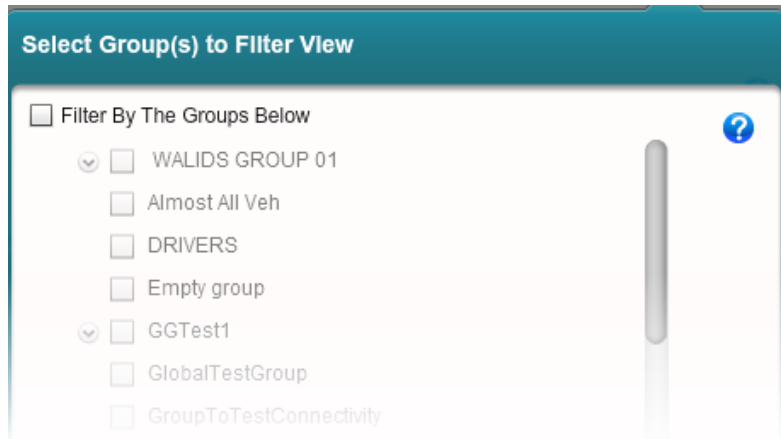 Select Group(s) to Filter View
Filter By The Groups Below
?
WALIDS GROUP 01
Almost All Veh
DRIVERS
Empty group
GGTest1
GlobalTestGroup
GroupToTestConnectivity